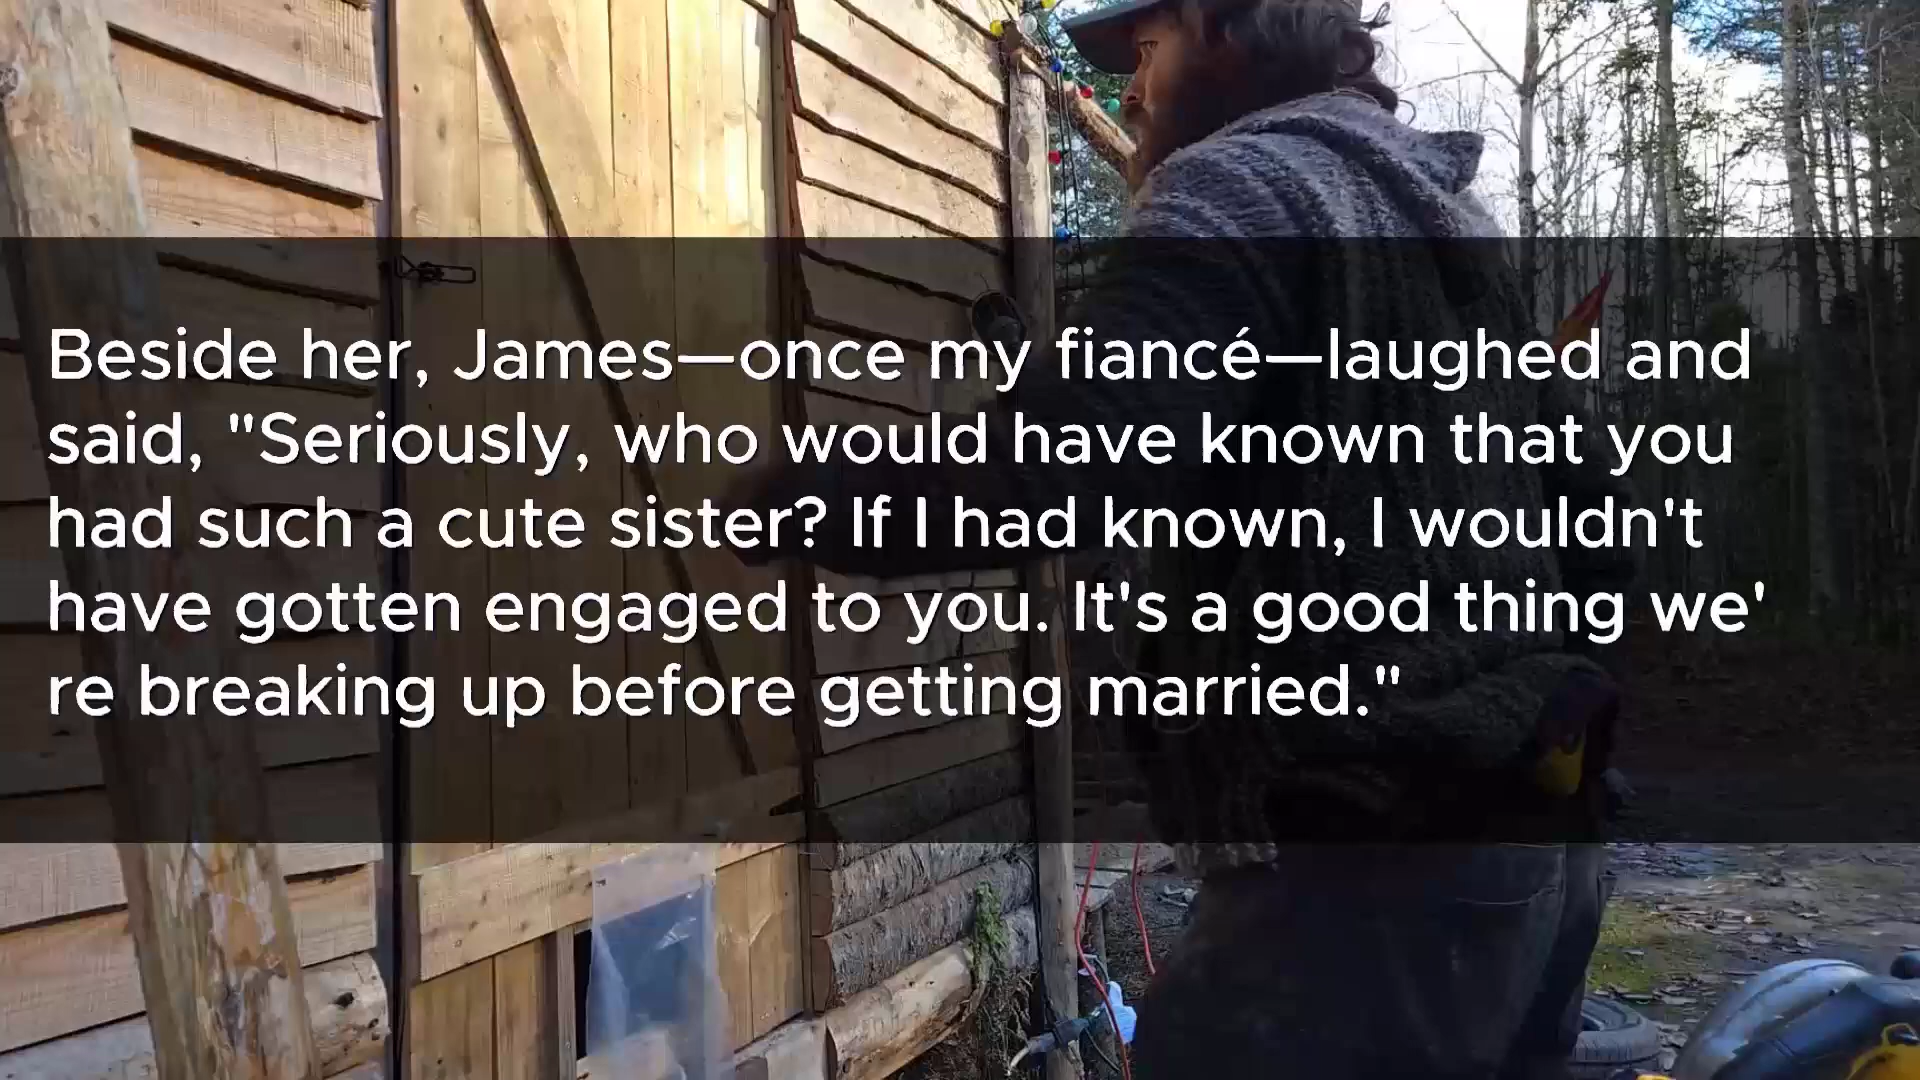 Beside her, James—once my fiancé—laughed and
said, "Seriously, who would have known that you
had such a cute sister? If I had known, I wouldn't
have gotten engaged to you. It's a good thing we'
re breaking up before getting married."